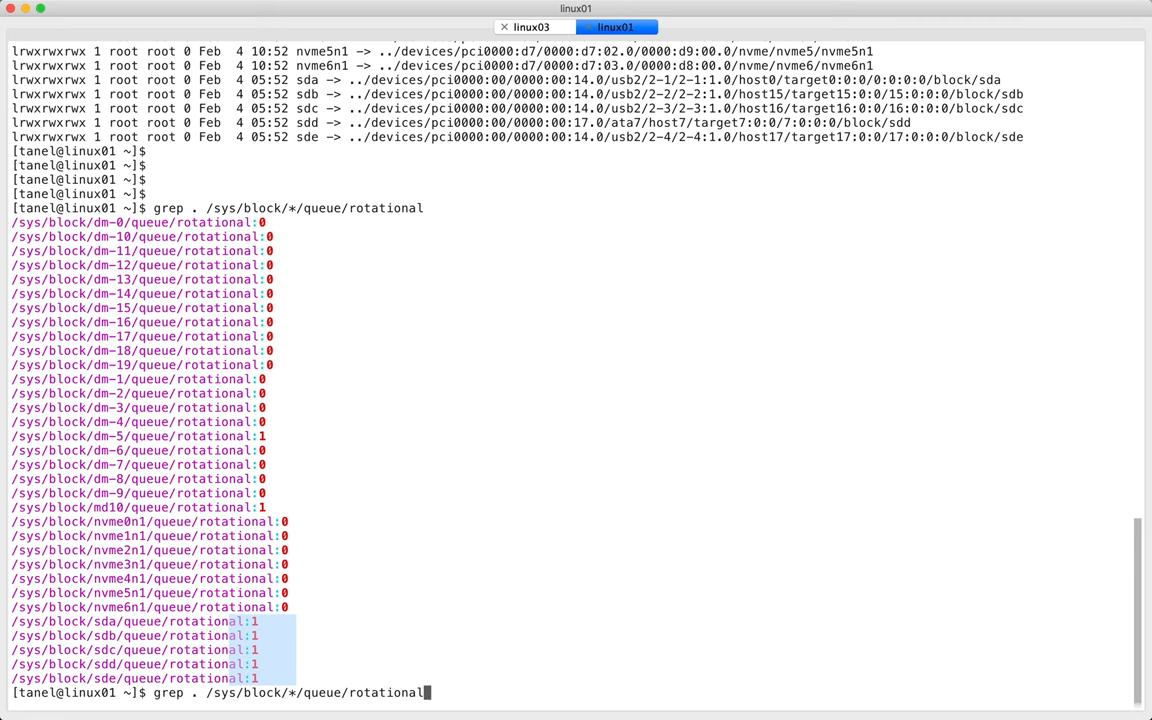 linux01
× linux03
linux01
lrwxrwxrwx 1 root root 0 Feb  4 10:52 nvme5n1 -> ../devices/pci0000:d7/0000:d7:02.0/0000:d9:00.0/nvme/nvme5/nvme5n1
lrwxrwxrwx 1 root root 0 Feb  4 10:52 nvme6n1 -> ../devices/pci0000:d7/0000:d7:03.0/0000:d8:00.0/nvme/nvme6/nvme6n1
lrwxrwxrwx 1 root root 0 Feb  4 05:52 sda -> ../devices/pci0000:00/0000:00:14.0/usb2/2-1/2-1:1.0/host0/target0:0:0/0:0:0:0/block/sda
lrwxrwxrwx 1 root root 0 Feb  4 05:52 sdb -> ../devices/pci0000:00/0000:00:14.0/usb2/2-2/2-2:1.0/host15/target15:0:0/15:0:0:0/block/sdb
lrwxrwxrwx 1 root root 0 Feb  4 05:52 sdc -> ../devices/pci0000:00/0000:00:14.0/usb2/2-3/2-3:1.0/host16/target16:0:0/16:0:0:0/block/sdc
lrwxrwxrwx 1 root root 0 Feb  4 05:52 sdd -> ../devices/pci0000:00/0000:00:17.0/ata7/host7/target7:0:0/7:0:0:0/block/sdd
lrwxrwxrwx 1 root root 0 Feb  4 05:52 sde -> ../devices/pci0000:00/0000:00:14.0/usb2/2-4/2-4:1.0/host17/target17:0:0/17:0:0:0/block/sde
[tanel@linux01 ~]$
[tanel@linux01 ~]$
[tanel@linux01 ~]$
[tanel@linux01 ~]$
[tanel@linux01 ~]$ grep . /sys/block/*/queue/rotational
/sys/block/dm-0/queue/rotational:0
/sys/block/dm-10/queue/rotational:0
/sys/block/dm-11/queue/rotational:0
/sys/block/dm-12/queue/rotational:0
/sys/block/dm-13/queue/rotational:0
/sys/block/dm-14/queue/rotational:0
/sys/block/dm-15/queue/rotational:0
/sys/block/dm-16/queue/rotational:0
/sys/block/dm-17/queue/rotational:0
/sys/block/dm-18/queue/rotational:0
/sys/block/dm-19/queue/rotational:0
/sys/block/dm-1/queue/rotational:0
/sys/block/dm-2/queue/rotational:0
/sys/block/dm-3/queue/rotational:0
/sys/block/dm-4/queue/rotational:0
/sys/block/dm-5/queue/rotational:1
/sys/block/dm-6/queue/rotational:0
/sys/block/dm-7/queue/rotational:0
/sys/block/dm-8/queue/rotational:0
/sys/block/dm-9/queue/rotational:0
/sys/block/md10/queue/rotational:1
/sys/block/nvme0n1/queue/rotational:0
/sys/block/nvme1n1/queue/rotational:0
/sys/block/nvme2n1/queue/rotational:0
/sys/block/nvme3n1/queue/rotational:0
/sys/block/nvme4n1/queue/rotational:0
/sys/block/nvme5n1/queue/rotational:0
/sys/block/nvme6n1/queue/rotational:0
/sys/block/sda/queue/rotational:1
/sys/block/sdb/queue/rotational:1
/sys/block/sdc/queue/rotational:1
/sys/block/sdd/queue/rotational:1
/sys/block/sde/queue/rotational:1
[tanel@linux01 ~]$ grep . /sys/block/*/queue/rotational